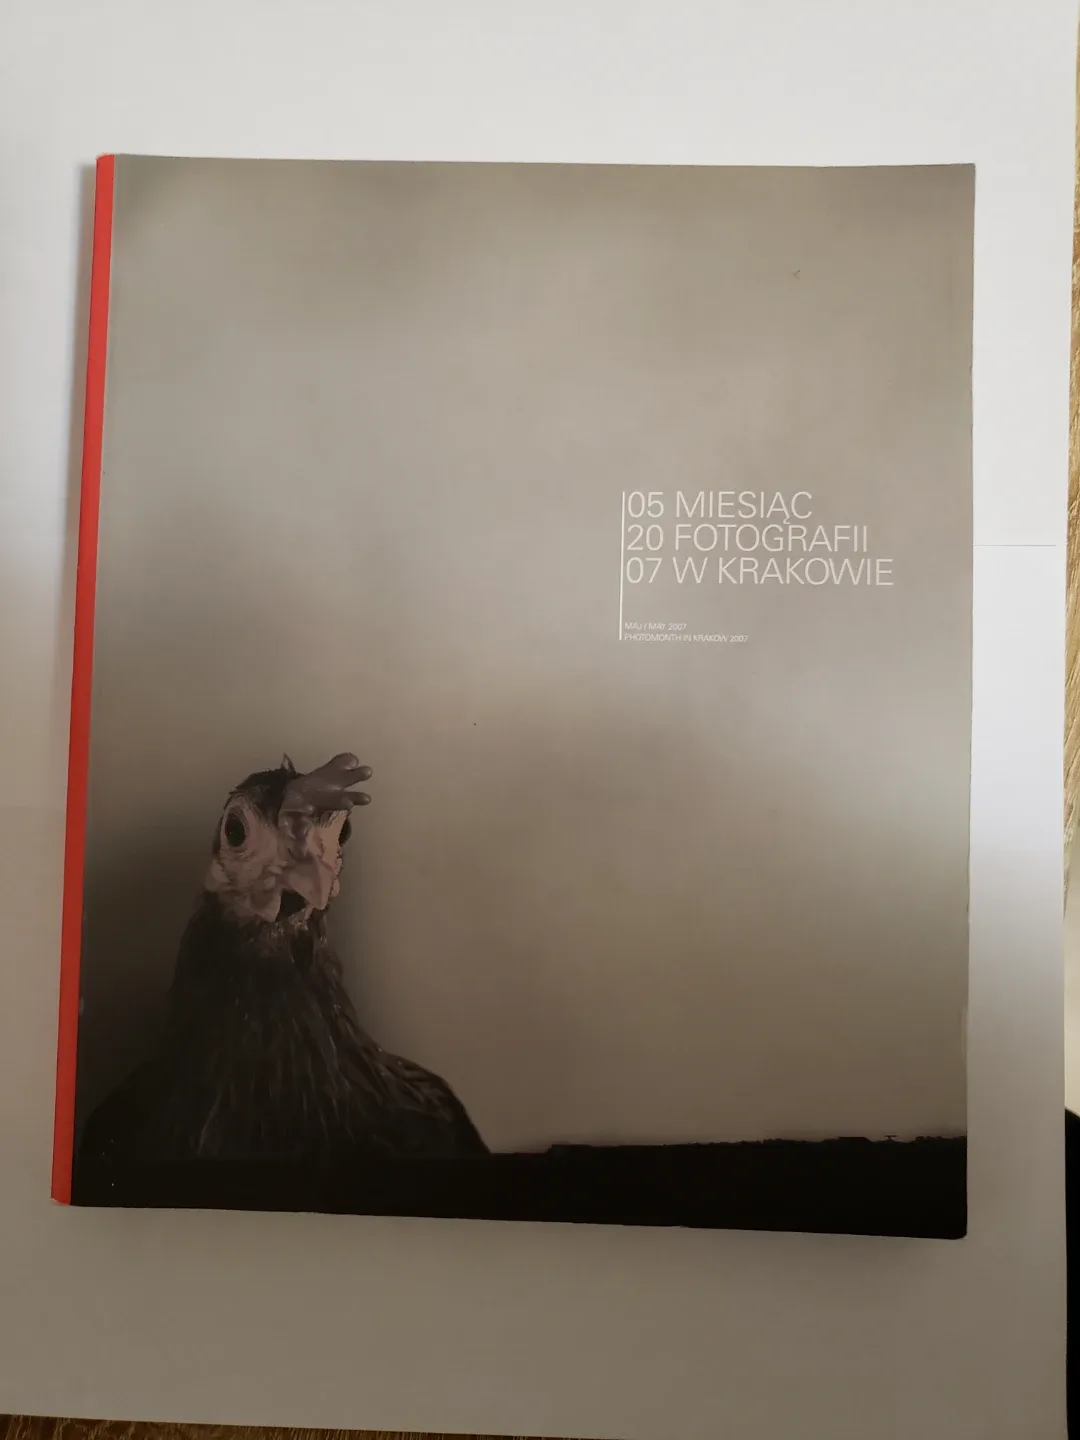 05 MIESIĄC
20 FOTOGRAFII
07 W KRAKOWIE
MAJ / MAY 2007
PHOTOMONTH IN KRAKOW 2007